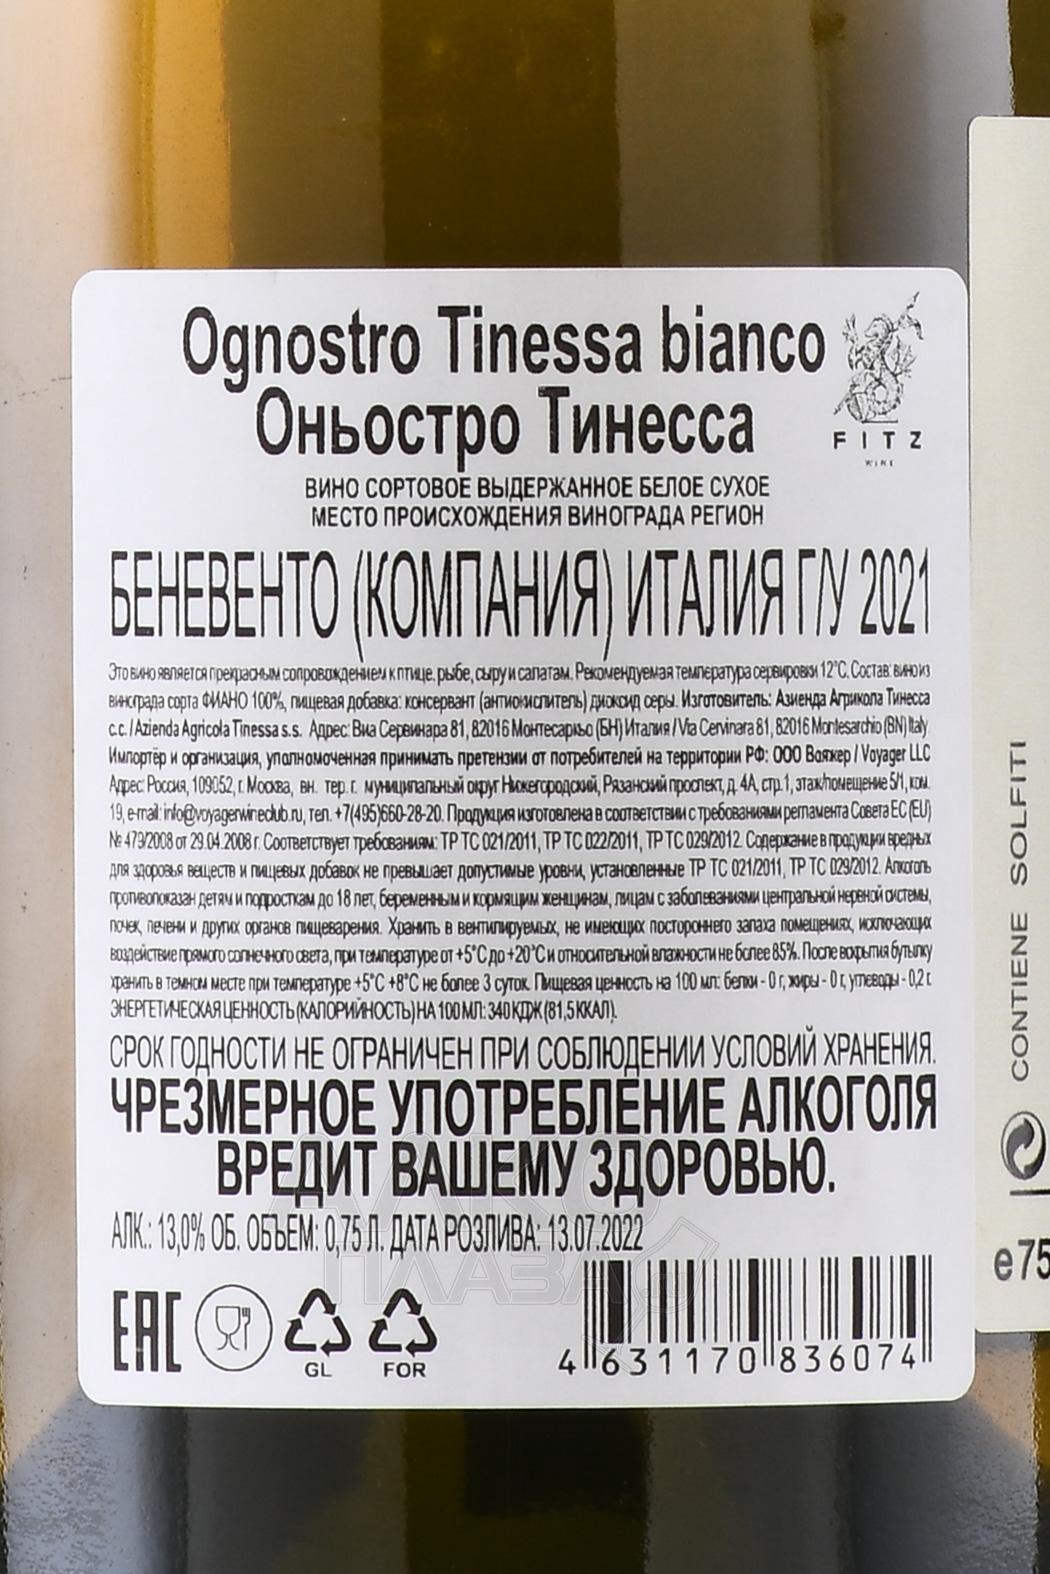 Ognostro Tinessa bianco
Оньостро Тинесса
FITZ
WINE
ВИНО СОРТОВОЕ ВЫДЕРЖАННОЕ БЕЛОЕ СУХОЕ
МЕСТО ПРОИСХОЖДЕНИЯ ВИНОГРАДА РЕГИОН
БЕНЕВЕНТО (КОМПАНИЯ) ИТАЛИЯ Г/У 2021
Это вино является прекрасным сопровождением к птице, рыбе, сыру и салатам. Рекомендуемая температура сервировки 12°С. Состав: вино из
винограда сорта ФИАНО 100%, пищевая добавка: консервант (антиокислитель) диоксид серы. Изготовитель: Азиенда Агрикола Тинесса
с.с. / Azienda Agricola Tinessa s.s. Адрес: Виа Сервинара 81, 82016 Монтесаркьо (БН) Италия / Via Cervinara 81, 82016 Montesarchio (BN) Italy.
Импортёр и организация, уполномоченная принимать претензии от потребителей на территории РФ: ООО Вояжер / Voyager LLC
Адрес: Россия, 109052, г. Москва, вн. тер. г. муниципальный округ Нижегородский, Рязанский проспект, д. 4А, стр.1, этаж/помещение 5/1, ком.
19, e-mail: info@voyagerwineclub.ru, тел. +7(495)660-28-20. Продукция изготовлена в соответствии с требованиями регламента Совета ЕС (EU)
№ 479/2008 от 29.04.2008 г. Соответствует требованиям: ТР ТС 021/2011, ТР ТС 022/2011, ТР ТС 029/2012. Содержание в продукции вредных
для здоровья веществ и пищевых добавок не превышает допустимые уровни, установленные ТР ТС 021/2011, ТР ТС 029/2012. Алкоголь
противопоказан детям и подросткам до 18 лет, беременным и кормящим женщинам, лицам с заболеваниями центральной нервной системы,
почек, печени и других органов пищеварения. Хранить в вентилируемых, не имеющих постороннего запаха помещениях, исключающих
воздействие прямого солнечного света, при температуре от +5°С до +20°С и относительной влажности не более 85%. После вскрытия бутылку
хранить в темном месте при температуре +5°С +8°С не более 3 суток. Пищевая ценность на 100 мл: белки - 0 г, жиры - 0 г, углеводы - 0,2 г.
ЭНЕРГЕТИЧЕСКАЯ ЦЕННОСТЬ (КАЛОРИЙНОСТЬ) НА 100 МЛ: 340 КДЖ (81,5 ККАЛ).
СРОК ГОДНОСТИ НЕ ОГРАНИЧЕН ПРИ СОБЛЮДЕНИИ УСЛОВИЙ ХРАНЕНИЯ.
ЧРЕЗМЕРНОЕ УПОТРЕБЛЕНИЕ АЛКОГОЛЯ
ВРЕДИТ ВАШЕМУ ЗДОРОВЬЮ.
АЛК.: 13,0% ОБ. ОБЪЕМ: 0,75 Л. ДАТА РОЗЛИВА: 13.07.2022
АЛКО
ПЛАЗА
ЕАС
GL
FOR
4 631170 836074
CONTIENE SOLFITI
e 75